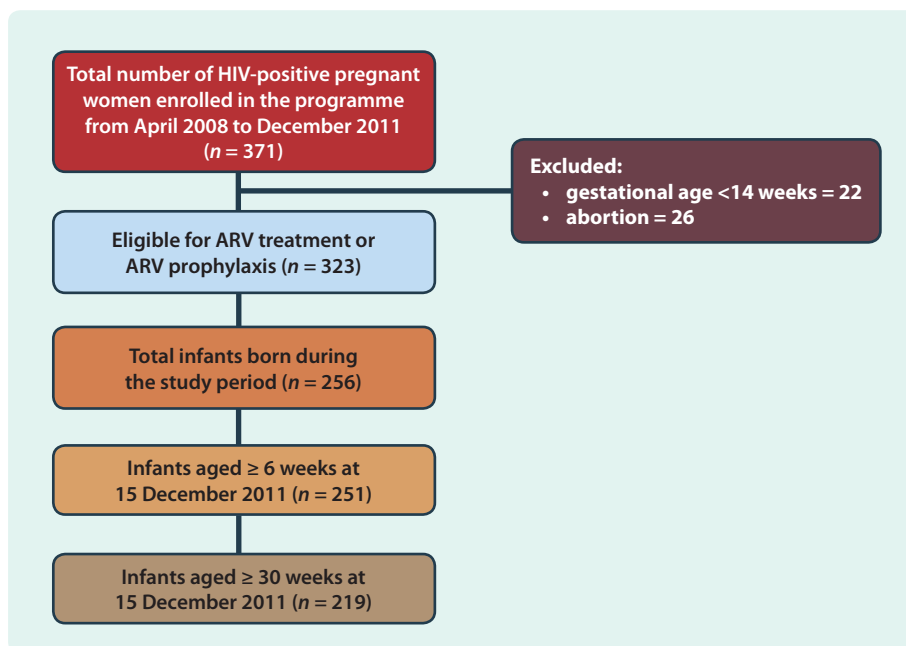 Total number of HIV-positive pregnant
women enrolled in the programme
from April 2008 to December 2011
(n = 371)
Excluded:
• gestational age <14 weeks = 22
• abortion = 26
Eligible for ARV treatment or
ARV prophylaxis (n = 323)
Total infants born during
the study period (n = 256)
Infants aged ≥ 6 weeks at
15 December 2011 (n = 251)
Infants aged ≥ 30 weeks at
15 December 2011 (n = 219)